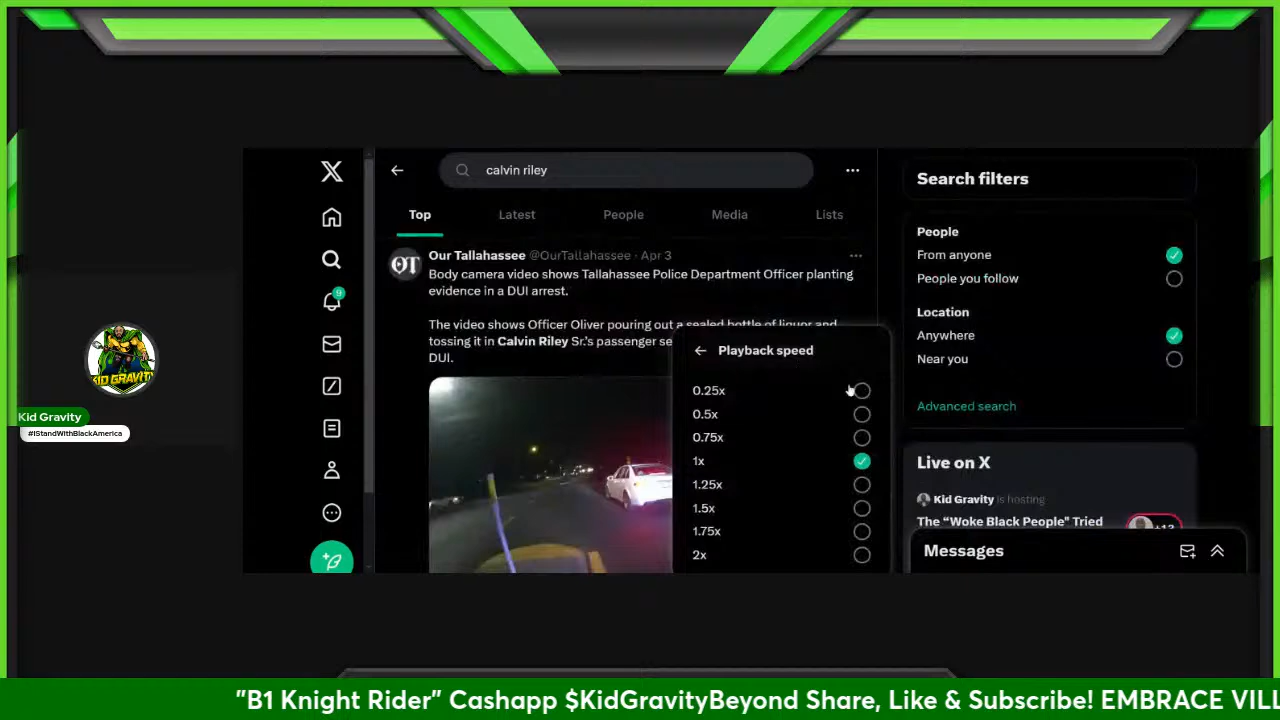 calvin riley
Top
Latest
People
Media
Lists
Our Tallahassee @OurTallahassee · Apr 3
Body camera video shows Tallahassee Police Department Officer planting
evidence in a DUI arrest.
The video shows Officer Oliver pouring out a sealed bottle of liquor and
tossing it in Calvin Riley Sr.'s passenger se
DUI.
OT
9
Playback speed
0.25x
0.5x
0.75x
1x
1.25x
1.5x
1.75x
2x
Search filters
People
From anyone
People you follow
Location
Anywhere
Near you
Advanced search
Live on X
Kid Gravity is hosting
The "Woke Black People" Tried
+13
Messages
KID GRAVITY
Kid Gravity
#IStandWithBlackAmerica
"B1 Knight Rider" Cashapp $KidGravityBeyond Share, Like & Subscribe! EMBRACE VILL